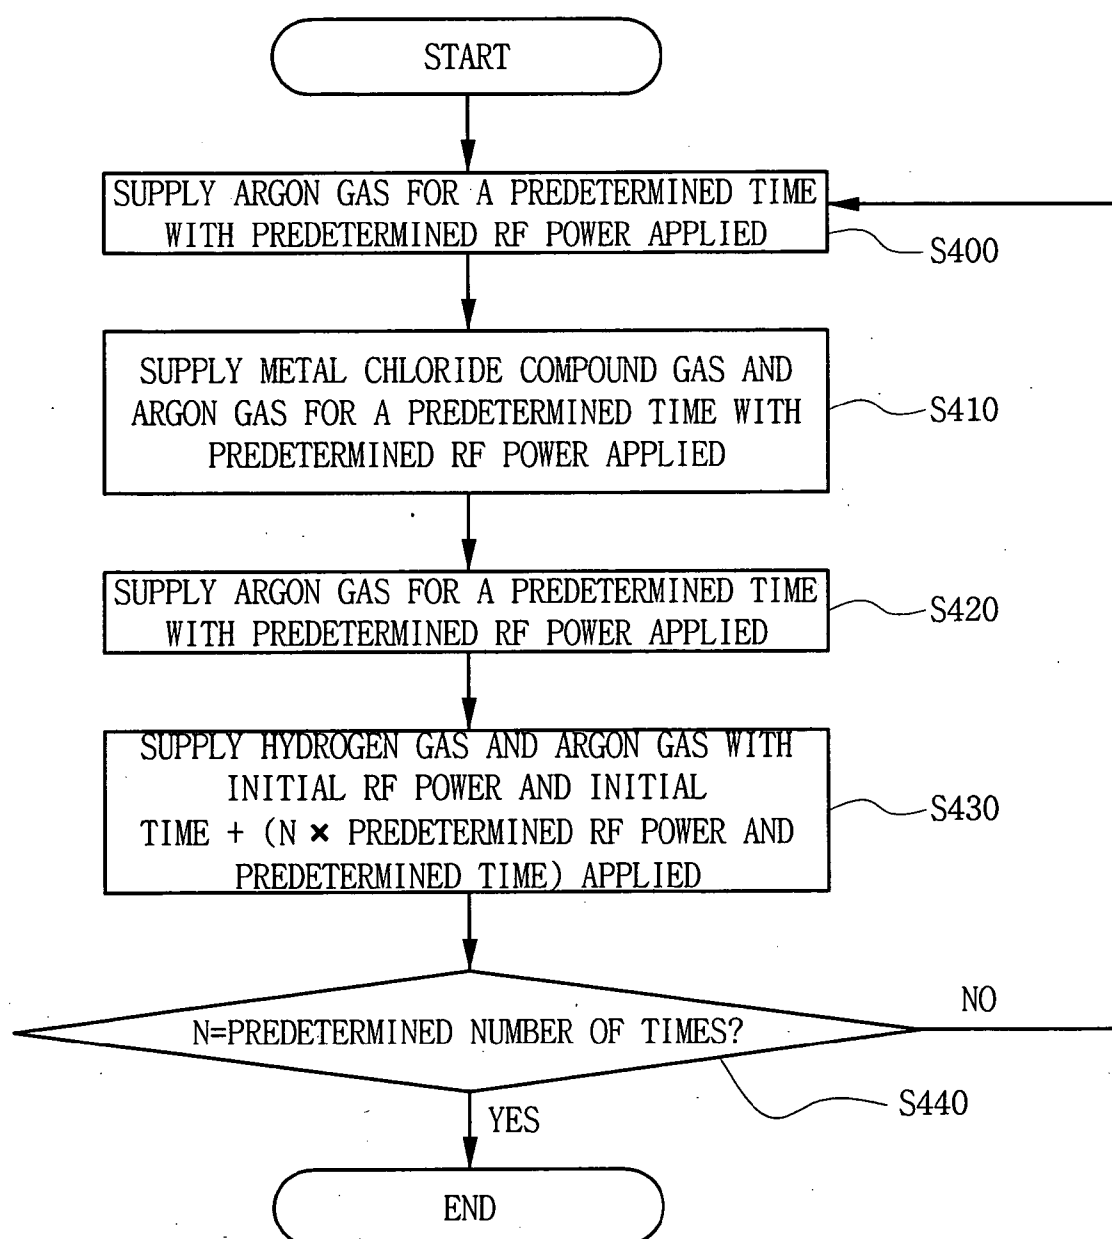 START
SUPPLY ARGON GAS FOR A PREDETERMINED TIME
WITH PREDETERMINED RF POWER APPLIED
S400
SUPPLY METAL CHLORIDE COMPOUND GAS AND
ARGON GAS FOR A PREDETERMINED TIME WITH
PREDETERMINED RF POWER APPLIED
S410
SUPPLY ARGON GAS FOR A PREDETERMINED TIME
WITH PREDETERMINED RF POWER APPLIED
S420
SUPPLY HYDROGEN GAS AND ARGON GAS WITH
INITIAL RF POWER AND INITIAL
TIME + (N × PREDETERMINED RF POWER AND
PREDETERMINED TIME) APPLIED
S430
N=PREDETERMINED NUMBER OF TIMES?
NO
S440
YES
END